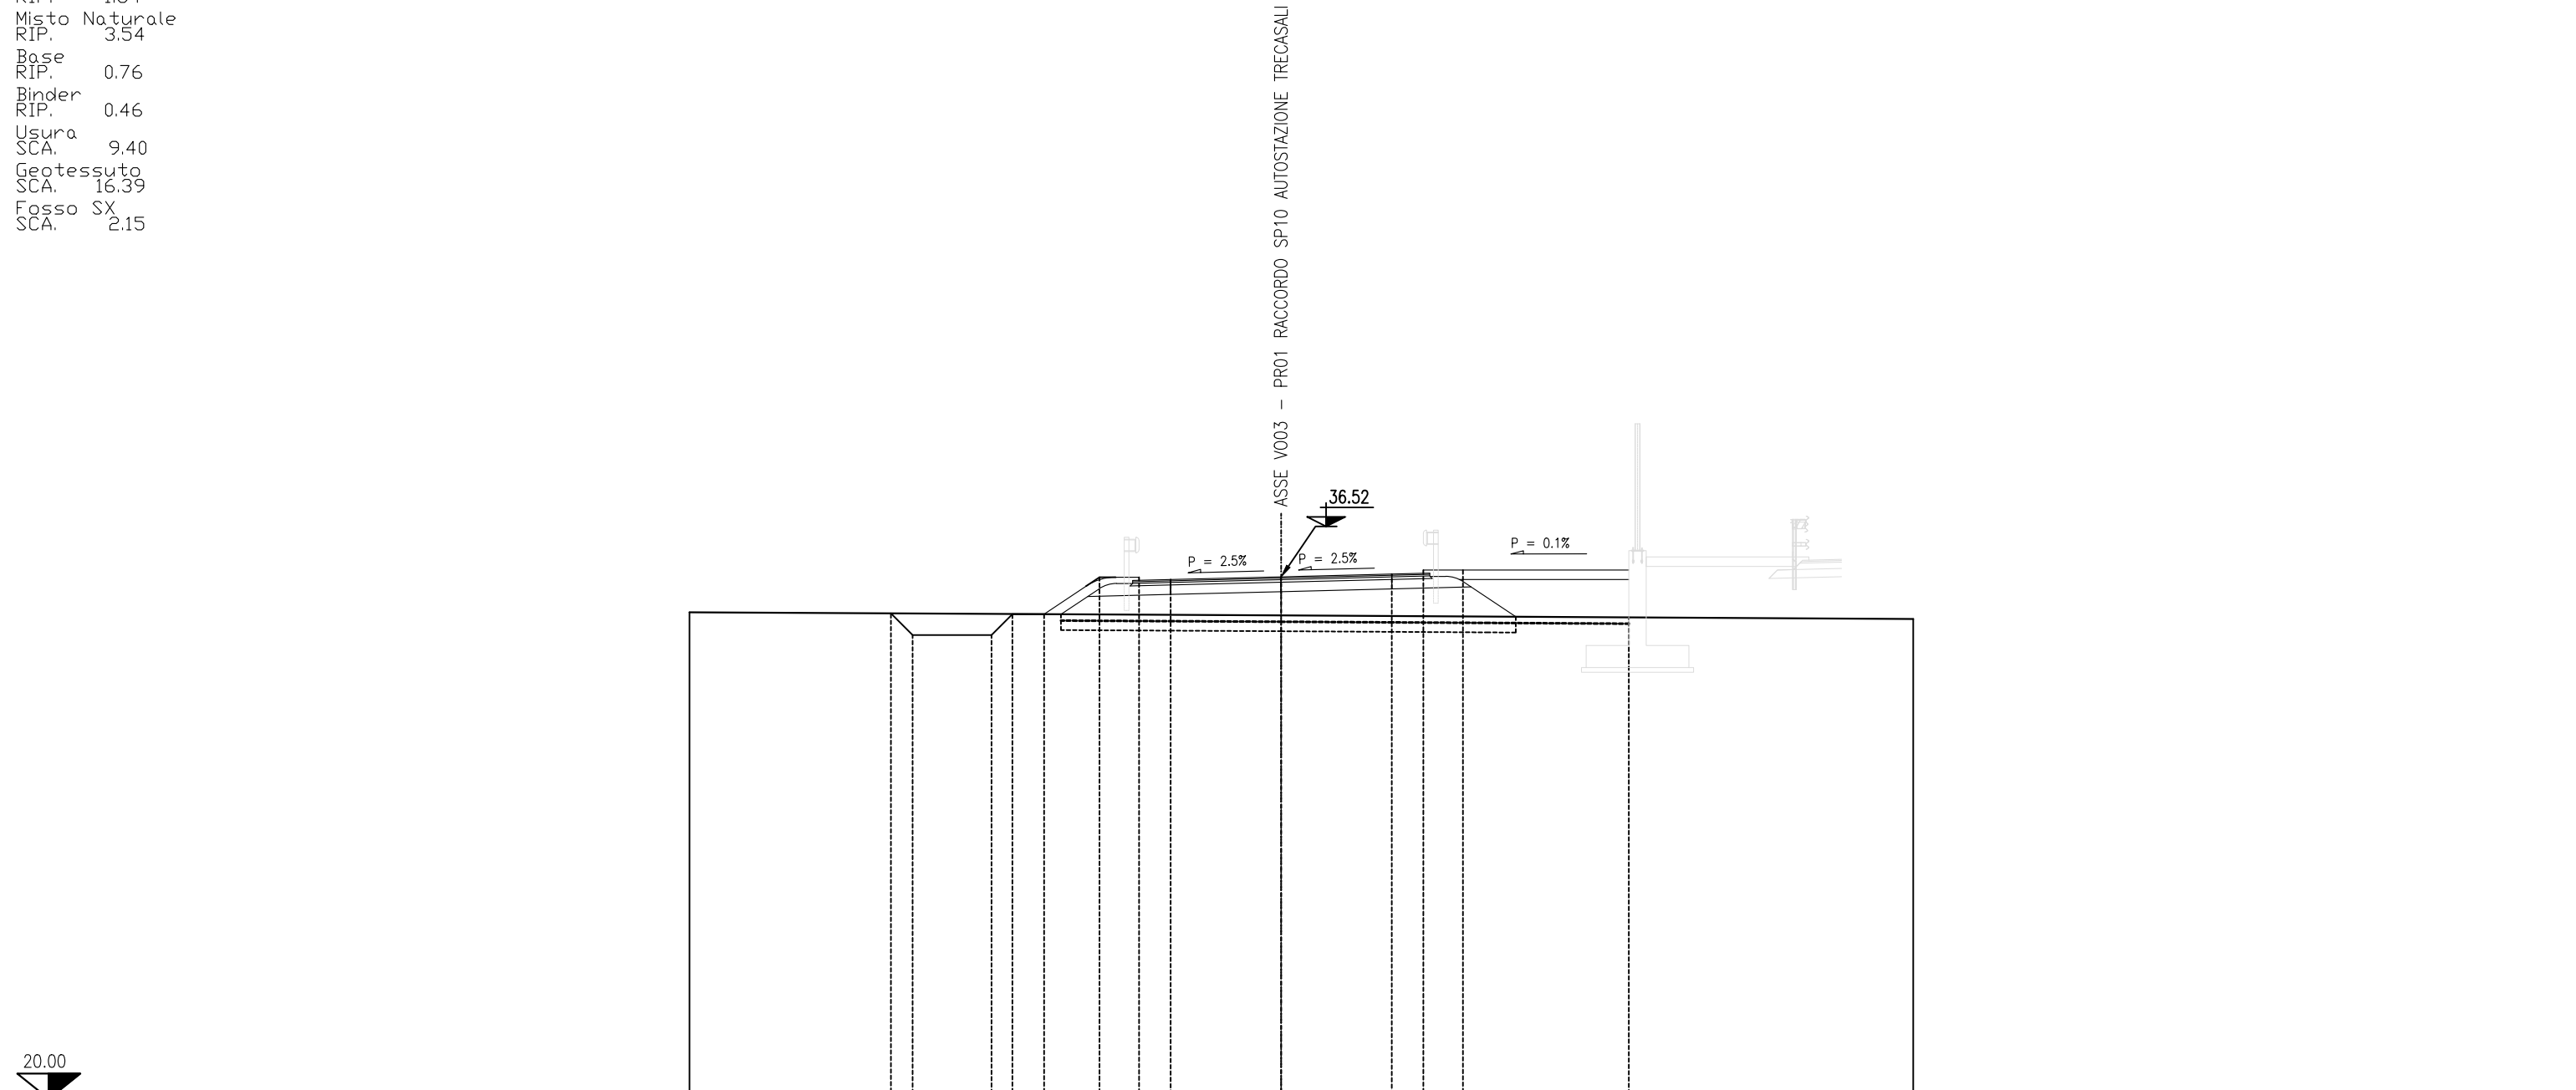 Misto Naturale
RIP. 3.54
Base
RIP. 0.76
Binder
RIP. 0.46
Usura
SCA. 9.40
Geotessuto
SCA. 16.39
Fosso SX
SCA. 2.15
ASSE V003 - PR01 RACCORDO SP10 AUTOSTAZIONE TRECASALI
36.52
P = 2.5%
P = 2.5%
P = 0.1%
20.00